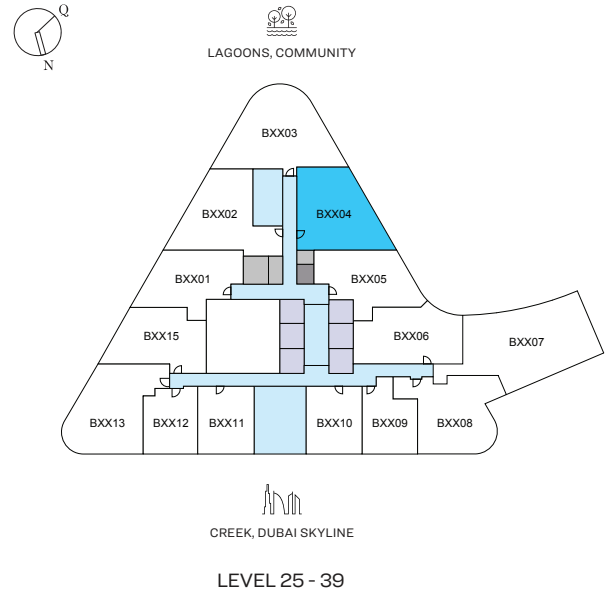 Q
N
LAGOONS, COMMUNITY
BXX03
BXX02
BXX04
BXX01
BXX05
BXX15
BXX06
BXX07
BXX13
BXX12
BXX11
BXX10
BXX09
BXX08
CREEK, DUBAI SKYLINE
LEVEL 25 - 39